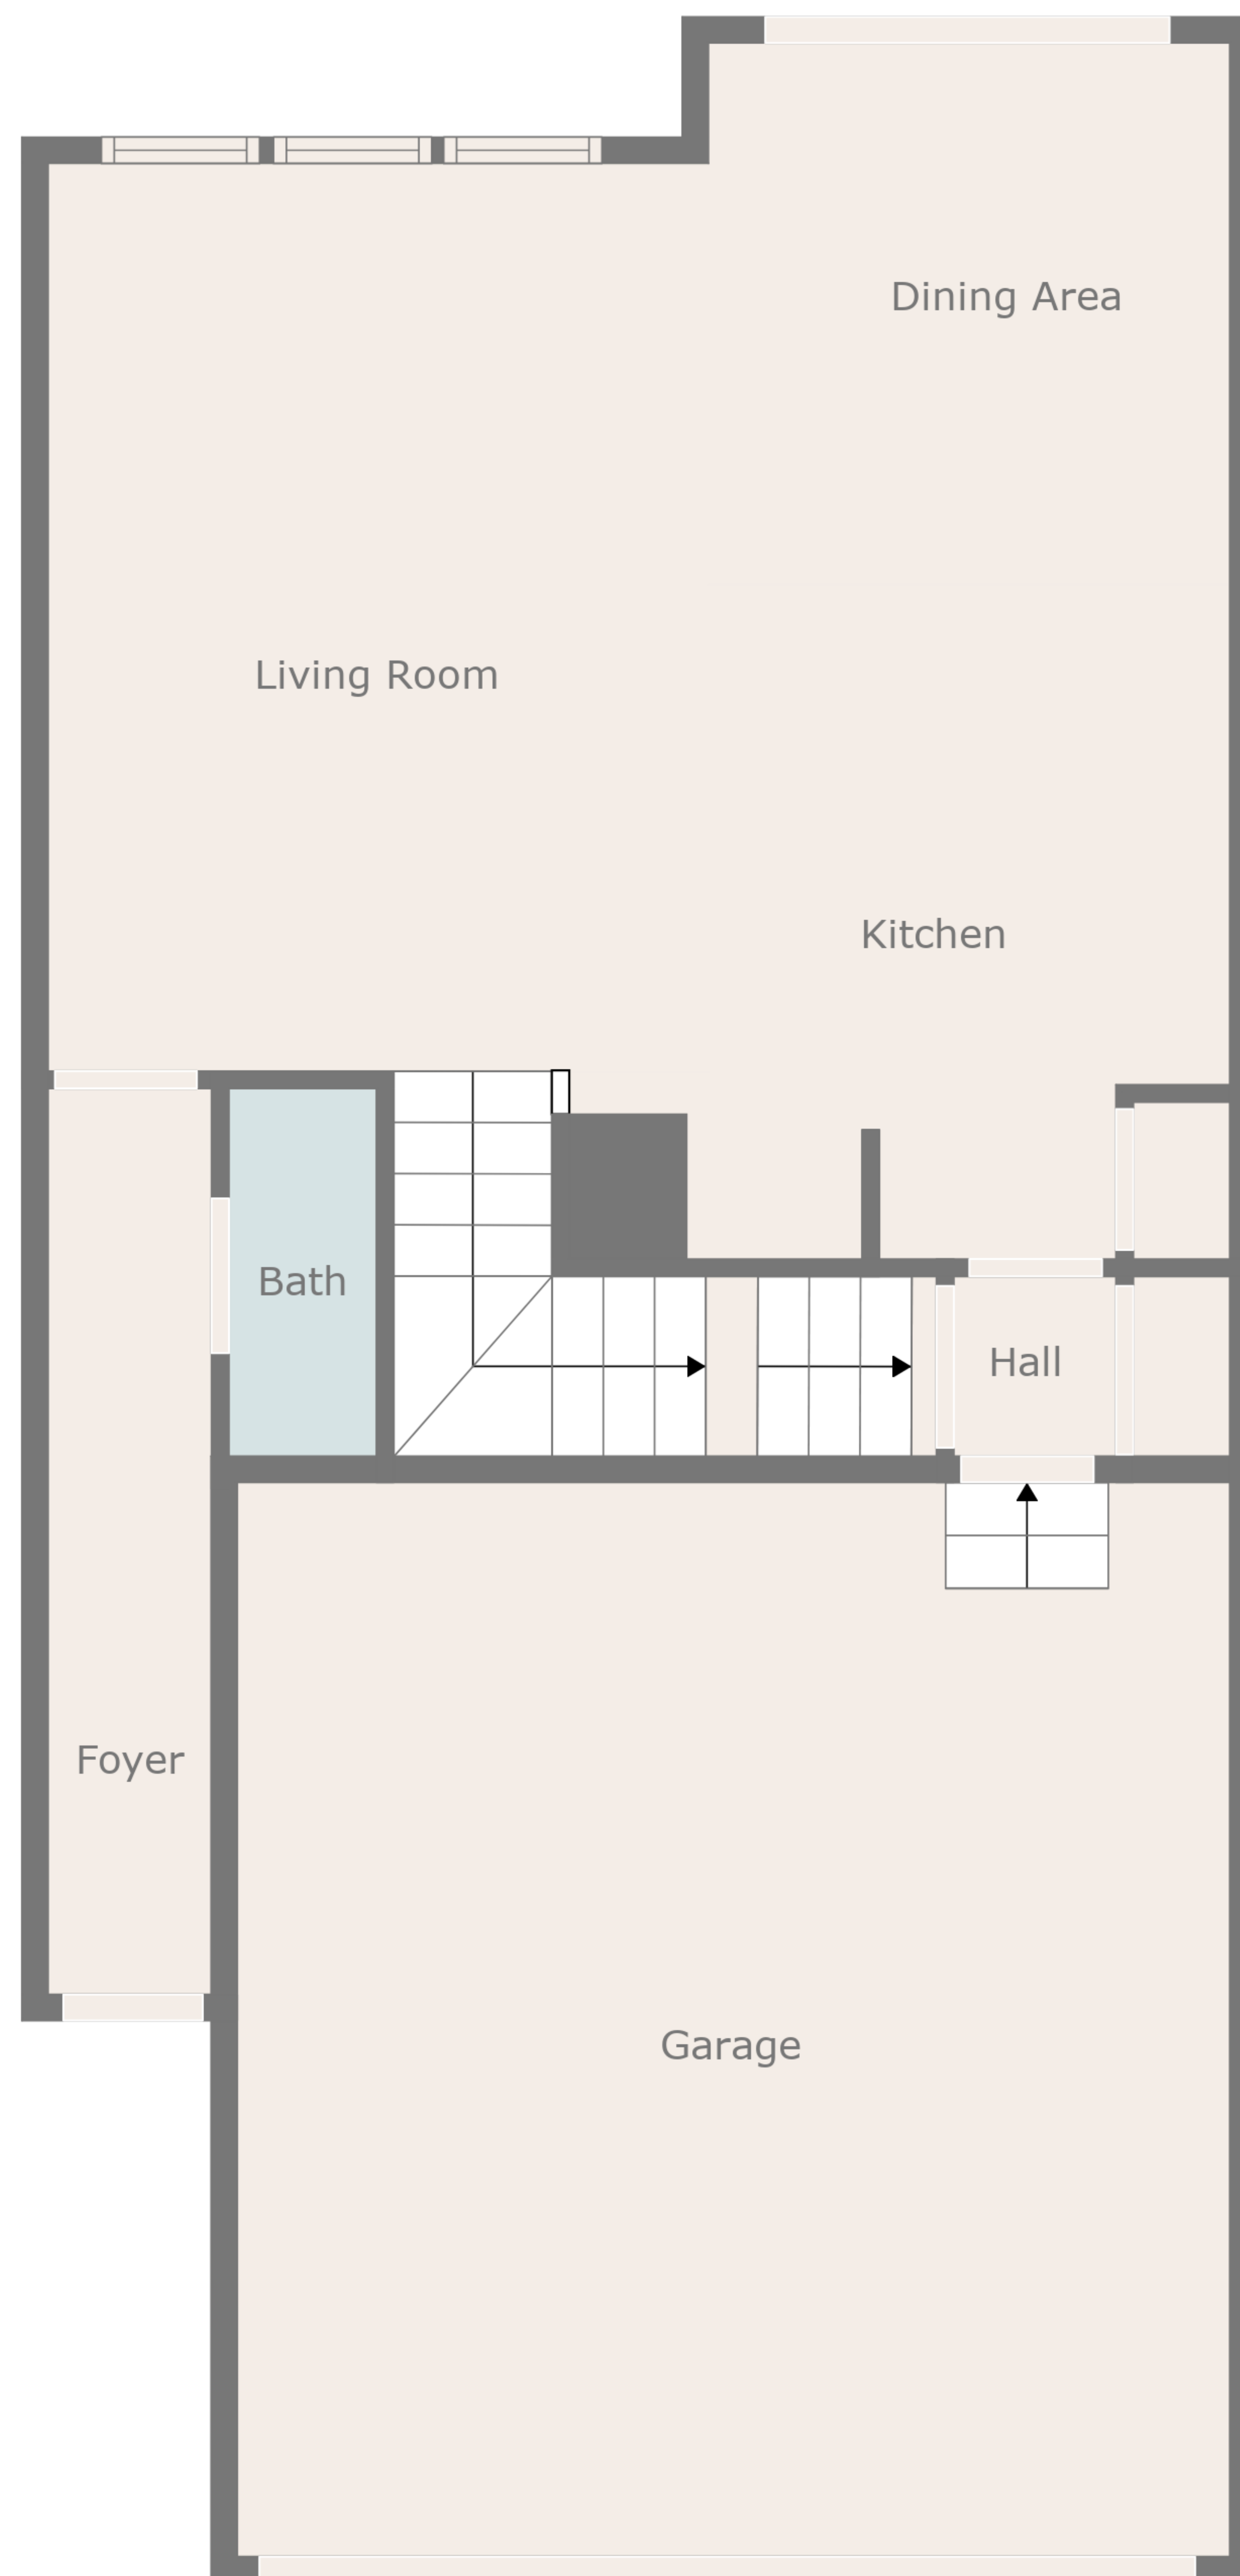 Dining Area
Living Room
Kitchen
Bath
Hall
Foyer
Garage